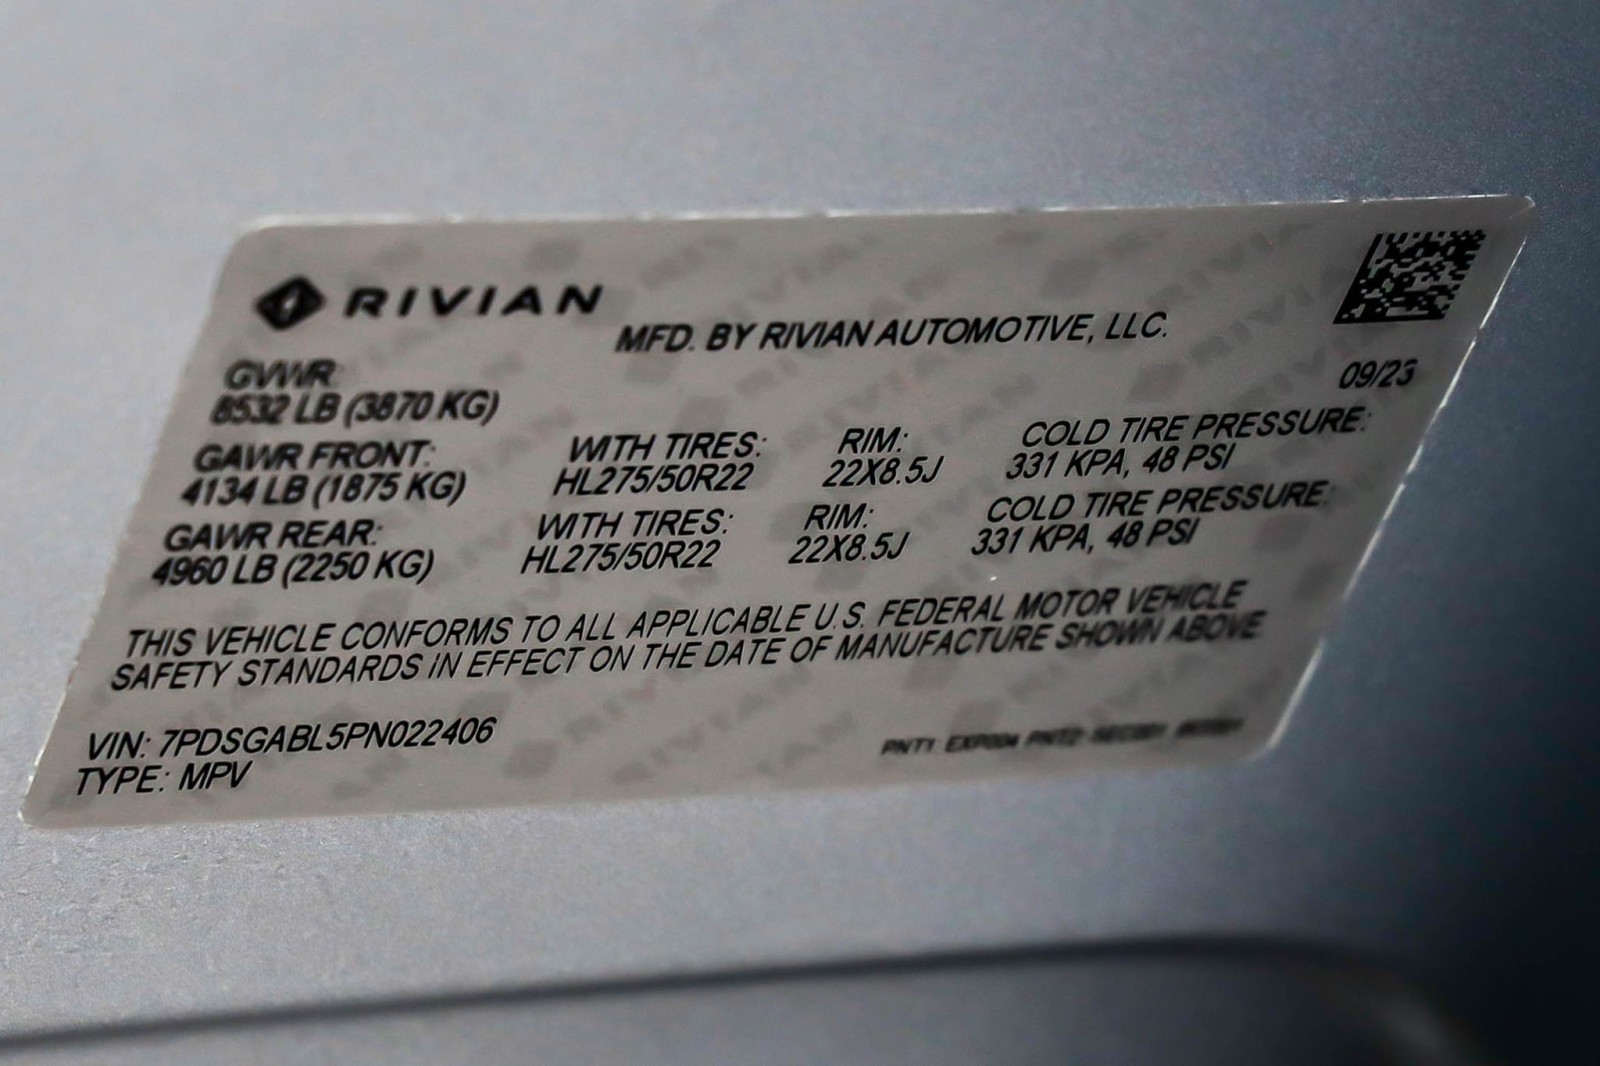 RIVIAN
MFD. BY RIVIAN AUTOMOTIVE, LLC.
09/23
GVWR:
8532 LB (3870 KG)
GAWR FRONT: WITH TIRES: RIM: COLD TIRE PRESSURE:
4134 LB (1875 KG) HL275/50R22 22X8.5J 331 KPA, 48 PSI
GAWR REAR: WITH TIRES: RIM: COLD TIRE PRESSURE:
4960 LB (2250 KG) HL275/50R22 22X8.5J 331 KPA, 48 PSI
THIS VEHICLE CONFORMS TO ALL APPLICABLE U.S. FEDERAL MOTOR VEHICLE
SAFETY STANDARDS IN EFFECT ON THE DATE OF MANUFACTURE SHOWN ABOVE
VIN: 7PDSGABL5PN022406
TYPE: MPV
PNT1 EXP004 PNT2